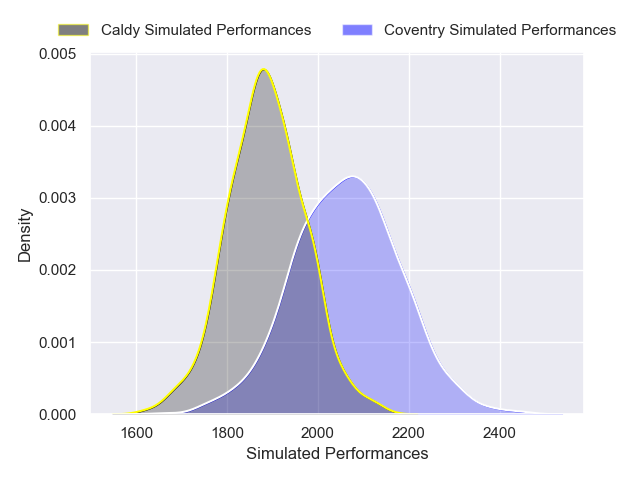 Caldy Simulated Performances Coventry Simulated Performances
0.005
0.004
0.003
0.002
0.001
0.000
Density
1600 1800 2000 2200 2400
Simulated Performances